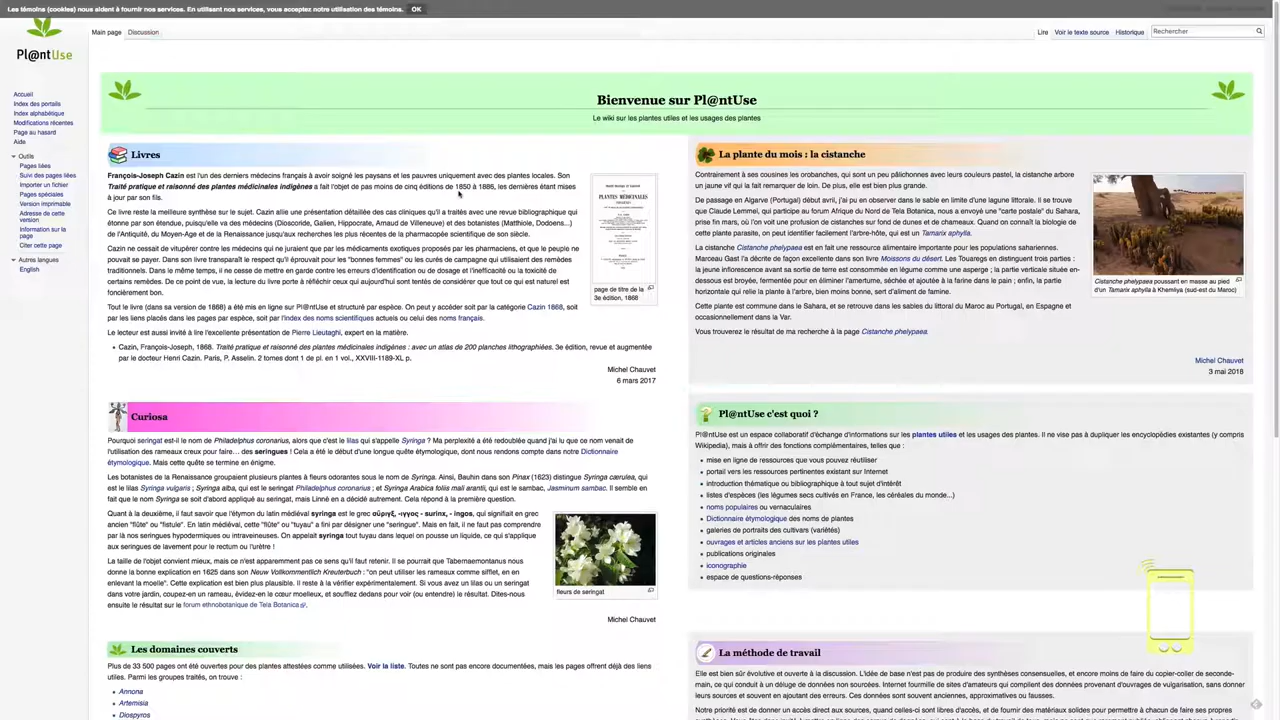 Les témoins (cookies) nous aident à fournir nos services. En utilisant nos services, vous acceptez notre utilisation des témoins. OK
Pl@ntUse
Main page Discussion
Lire Voir le texte source Historique Rechercher
Accueil
Index des portails
Index alphabétique
Modifications récentes
Page au hasard
Aide
Outils
Pages liées
Suivi des pages liées
Importer un fichier
Pages spéciales
Version imprimable
Adresse de cette
version
Information sur la
page
Citer cette page
Autres langues
English
Bienvenue sur Pl@ntUse
Le wiki sur les plantes utiles et les usages des plantes
Livres
François-Joseph Cazin est l'un des derniers médecins français à avoir soigné les paysans et les pauvres uniquement avec des plantes locales. Son
Traité pratique et raisonné des plantes médicinales indigènes a fait l'objet de pas moins de cinq éditions de 1850 à 1886, les dernières étant mises
à jour par son fils.
Ce livre reste la meilleure synthèse sur le sujet. Cazin allie une présentation détaillée des cas cliniques qu'il a traités avec une revue bibliographique qui
étonne par son étendue, puisqu'elle va des médecins (Dioscoride, Galien, Hippocrate, Arnaud de Villeneuve) et des botanistes (Matthiole, Dodoens...)
de l'Antiquité, du Moyen-Age et de la Renaissance jusqu'aux recherches les plus récentes de la pharmacopée scientifique de son siècle.
Cazin ne cessait de vitupérer contre les médecins qui ne juraient que par les médicaments exotiques proposés par les pharmaciens, et que le peuple ne
pouvait se payer. Dans son livre transparaît le respect qu'il éprouvait pour les "bonnes femmes" ou les curés de campagne qui utilisaient des remèdes
traditionnels. Dans le même temps, il ne cesse de mettre en garde contre les erreurs d'identification ou de dosage et l'inefficacité ou la toxicité de
certains remèdes. De ce point de vue, la lecture du livre porte à réfléchir ceux qui aujourd'hui sont tentés de considérer que tout ce qui est naturel est
foncièrement bon.
Tout le livre (dans sa version de 1868) a été mis en ligne sur Pl@ntUse et structuré par espèce. On peut y accéder soit par la catégorie Cazin 1868, soit
par les liens placés dans les pages par espèce, soit par l'index des noms scientifiques actuels ou celui des noms français.
Le lecteur est aussi invité à lire l'excellente présentation de Pierre Lieutaghi, expert en la matière.
Cazin, François-Joseph, 1868. Traité pratique et raisonné des plantes médicinales indigènes : avec un atlas de 200 planches lithographiées. 3e édition, revue et augmentée
par le docteur Henri Cazin. Paris, P. Asselin. 2 tomes dont 1 de pl. en 1 vol., XXVIII-1189-XL p.
Michel Chauvet
6 mars 2017
PLANTES MÉDICINALES
page de titre de la
3e édition, 1868
La plante du mois : la cistanche
Contrairement à ses cousines les orobanches, qui sont un peu pâlichonnes avec leurs couleurs pastel, la cistanche arbore
un jaune vif qui la fait remarquer de loin. De plus, elle est bien plus grande.
De passage en Algarve (Portugal) début avril, j'ai pu en observer dans le sable en limite d'une lagune littorale. Il se trouve
que Claude Lemmel, qui participe au forum Afrique du Nord de Tela Botanica, nous a envoyé une "carte postale" du Sahara,
prise fin mars, où l'on voit une profusion de cistanches sur fond de dunes et de dromadaires. Quand on connaît la biologie de
cette plante parasite, on peut identifier facilement l'arbre-hôte, qui est un Tamarix aphylla.
La cistanche Cistanche phelypaea est en fait une ressource alimentaire importante pour les populations sahariennes.
Marceau Gast l'a décrite de façon excellente dans son livre Moissons du désert. Les Touaregs en distinguent trois parties :
la jeune inflorescence avant sa sortie de terre est consommée en légume comme une asperge ; la partie verticale située en-
dessous est broyée, fermentée pour en éliminer l'amertume, séchée et ajoutée à la farine dans le pain ; enfin, la partie
horizontale qui relie la plante à l'arbre, bien moins bonne, sert d'aliment de famine.
Cette plante est commune dans le Sahara, et se retrouve dans les sables du littoral du Maroc au Portugal, en Espagne et
occasionnellement dans le Var.
Vous trouverez le résultat de ma recherche à la page Cistanche phelypaea.
Michel Chauvet
3 mai 2018
Cistanche phelypaea poussant en masse au pied
d'un Tamarix aphylla à Khemliya (sud-est du Maroc)
Curiosa
Pourquoi seringat est-il le nom de Philadelphus coronarius, alors que c'est le lilas qui s'appelle Syringa ? Ma perplexité a été redoublée quand j'ai lu que ce nom venait de
l'utilisation des rameaux creux pour faire... des seringues ! Cela a été le début d'une longue quête étymologique, dont nous rendons compte dans notre Dictionnaire
étymologique. Mais cette quête se termine en énigme.
Les botanistes de la Renaissance groupaient plusieurs plantes à fleurs odorantes sous le nom de Syringa. Ainsi, Bauhin dans son Pinax (1623) distingue Syringa cærulea, qui
est le lilas Syringa vulgaris ; Syringa alba, qui est le seringat Philadelphus coronarius ; et Syringa Arabica foliis mali arantii, qui est le sambac, Jasminum sambac. Il semble en
fait que le nom Syringa se soit d'abord appliqué au seringat, mais Linné en a décidé autrement. Cela répond à la première question.
Quant à la deuxième, il faut savoir que l'étymon du latin médiéval syringa est le grec σῦριγξ, -ιγγος - surinx, - ingos, qui signifiait en grec
ancien "flûte" ou "fistule". En latin médiéval, cette "flûte" ou "tuyau" a fini par désigner une "seringue". Mais en fait, il ne faut pas comprendre
par là nos seringues hypodermiques ou intraveineuses. On appelait syringa tout tuyau dans lequel on pousse un liquide, ce qui s'applique
aux seringues de lavement pour le rectum ou l'urètre !
La taille de l'objet convient mieux, mais ce n'est apparemment pas ce sens qu'il faut retenir. Il se pourrait que Tabernaemontanus nous
donne la bonne explication en 1625 dans son Neuw Vollkommentlich Kreuterbuch : "on peut utiliser les rameaux comme sifflet, en en
enlevant la moelle". Cette explication est bien plus plausible. Il reste à la vérifier expérimentalement. Si vous avez un lilas ou un seringat
dans votre jardin, coupez-en un rameau, évidez-en le cœur moelleux, et soufflez dedans pour voir (ou entendre) le résultat. Dites-nous
ensuite le résultat sur le forum ethnobotanique de Tela Botanica.
Michel Chauvet
fleurs de seringat
Pl@ntUse c'est quoi ?
Pl@ntUse est un espace collaboratif d'échange d'informations sur les plantes utiles et les usages des plantes. Il ne vise pas à dupliquer les encyclopédies existantes (y compris
Wikipedia), mais à offrir des fonctions complémentaires, telles que :
mise en ligne de ressources que vous pouvez réutiliser
portail vers les ressources pertinentes existant sur Internet
introduction thématique ou bibliographique à tout sujet d'intérêt
listes d'espèces (les légumes secs cultivés en France, les céréales du monde...)
noms populaires ou vernaculaires
Dictionnaire étymologique des noms de plantes
galeries de portraits des cultivars (variétés)
ouvrages et articles anciens sur les plantes utiles
publications originales
iconographie
espace de questions-réponses
Les domaines couverts
Plus de 33 500 pages ont été ouvertes pour des plantes attestées comme utilisées. Voir la liste. Toutes ne sont pas encore documentées, mais les pages offrent déjà des liens
utiles. Parmi les groupes traités, on trouve :
Annona
Artemisia
Diospyros
La méthode de travail
Elle est bien sûr évolutive et ouverte à la discussion. L'idée de base n'est pas de produire des synthèses consensuelles, et encore moins de faire du copier-coller de seconde-
main, ce qui conduit à un déluge de données non sourcées. Internet fourmille de sites d'amateurs qui compilent des données provenant d'ouvrages de vulgarisation, sans donner
leurs sources et souvent en ajoutant des erreurs. Ces données sont souvent anciennes, approximatives ou fausses.
Notre priorité est de donner un accès direct aux sources, quand celles-ci sont libres d'accès, et de fournir des matériaux solides pour permettre à chacun de faire ses propres